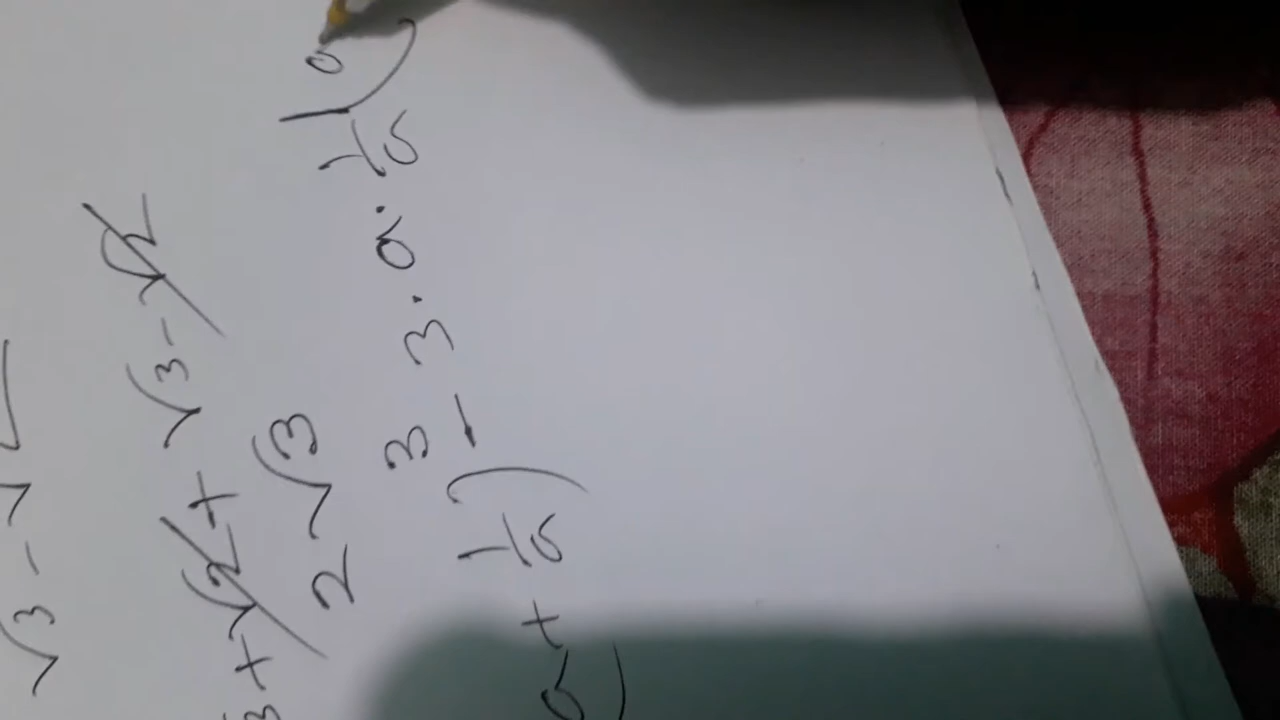 √3 - √
3 + √2 + √3 - √2
2√3
(a + 1/a)³ - 3 · a · 1/a (a